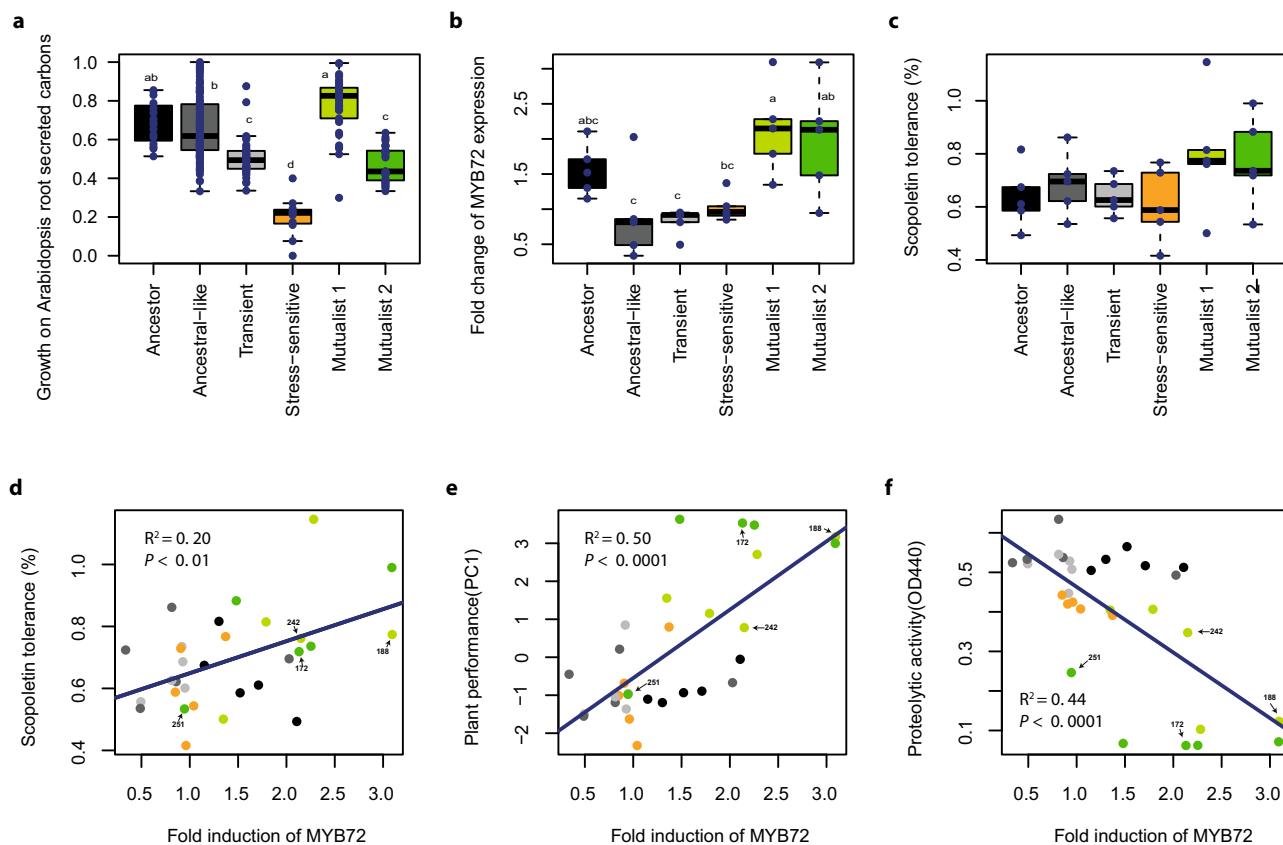 a
Growth on Arabidopsis root secreted carbons
1.0
0.8
0.6
0.4
0.2
0.0
ab
b
c
d
a
c
Ancestor
Ancestral−like
Transient
Stress−sensitive
Mutualist 1
Mutualist 2
b
Fold change of MYB72 expression
2.5
1.5
0.5
abc
c
c
bc
a
ab
Ancestor
Ancestral−like
Transient
Stress−sensitive
Mutualist 1
Mutualist 2
c
Scopoletin tolerance (%)
1.0
0.8
0.6
0.4
Ancestor
Ancestral−like
Transient
Stress−sensitive
Mutualist 1
Mutualist 2
d
Scopoletin tolerance (%)
1.0
0.8
0.6
0.4
R² = 0. 20
P < 0. 01
242
172
188
251
0.5 1.0 1.5 2.0 2.5 3.0
Fold induction of MYB72
e
Plant performance(PC1)
3
2
1
0
−1
−2
R² = 0. 50
P < 0. 0001
188
172
242
251
0.5 1.0 1.5 2.0 2.5 3.0
Fold induction of MYB72
f
Proteolytic activity(OD440)
0.5
0.3
0.1
242
251
R² = 0. 44
P < 0. 0001
188
172
0.5 1.0 1.5 2.0 2.5 3.0
Fold induction of MYB72